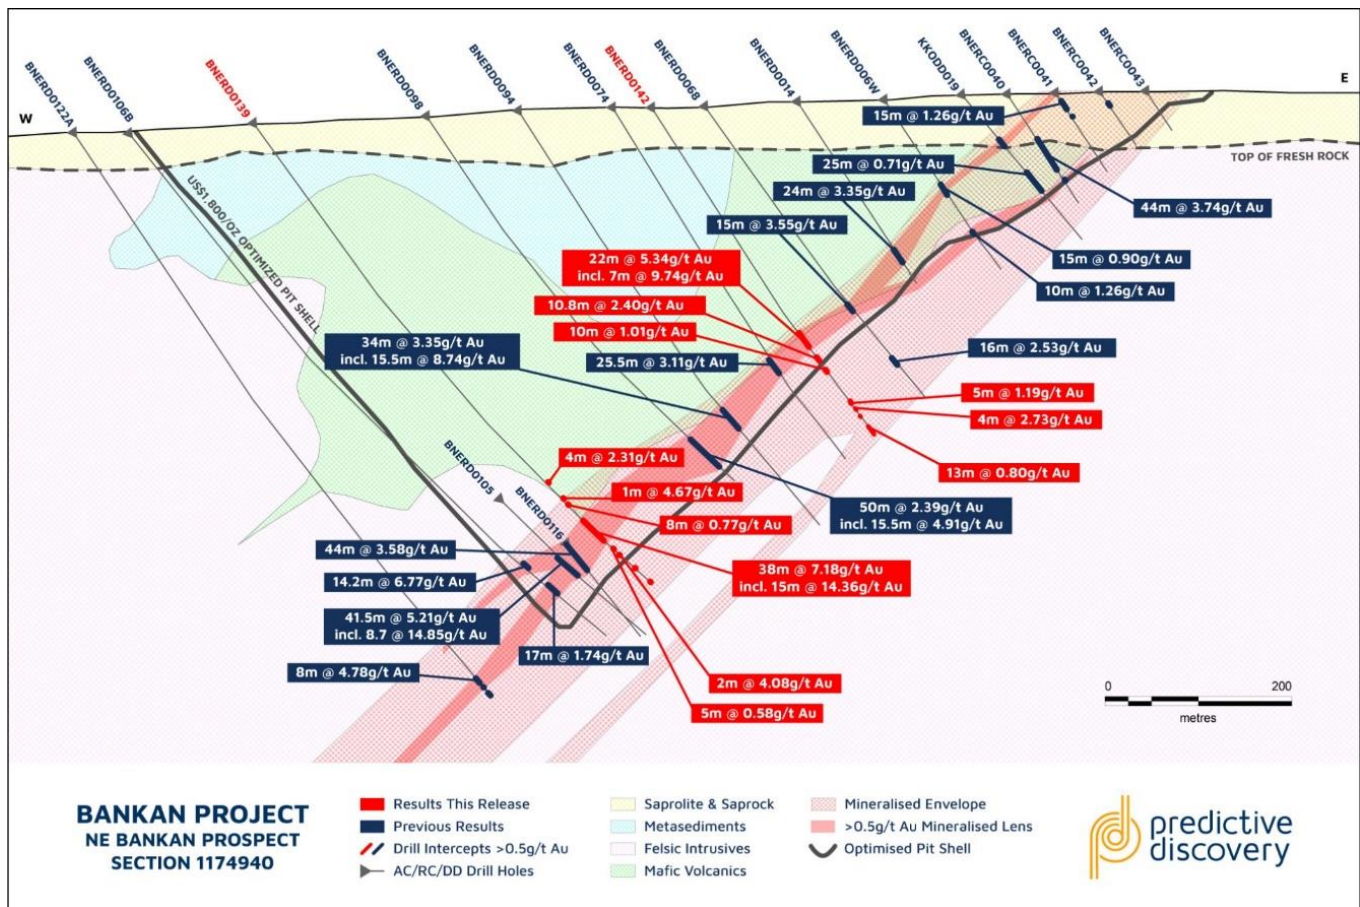 BNERD0122A
BNERD0106B
BNERD0139
BNERD0098
BNERD0094
BNERD0074
BNERD0142
BNERD0068
BNERD0014
BNERD006W
KKODD019
BNERC0040
BNERC0041
BNERC0042
BNERC0043
W
E
TOP OF FRESH ROCK
US$1,800/OZ OPTIMIZED PIT SHELL
15m @ 1.26g/t Au
25m @ 0.71g/t Au
24m @ 3.35g/t Au
15m @ 3.55g/t Au
44m @ 3.74g/t Au
15m @ 0.90g/t Au
10m @ 1.26g/t Au
22m @ 5.34g/t Au
incl. 7m @ 9.74g/t Au
10.8m @ 2.40g/t Au
10m @ 1.01g/t Au
25.5m @ 3.11g/t Au
34m @ 3.35g/t Au
incl. 15.5m @ 8.74g/t Au
16m @ 2.53g/t Au
5m @ 1.19g/t Au
4m @ 2.73g/t Au
13m @ 0.80g/t Au
4m @ 2.31g/t Au
1m @ 4.67g/t Au
8m @ 0.77g/t Au
50m @ 2.39g/t Au
incl. 15.5m @ 4.91g/t Au
BNERD0105
BNERD0116
44m @ 3.58g/t Au
14.2m @ 6.77g/t Au
38m @ 7.18g/t Au
incl. 15m @ 14.36g/t Au
41.5m @ 5.21g/t Au
incl. 8.7 @ 14.85g/t Au
17m @ 1.74g/t Au
8m @ 4.78g/t Au
2m @ 4.08g/t Au
5m @ 0.58g/t Au
0 200
metres
BANKAN PROJECT
NE BANKAN PROSPECT
SECTION 1174940
Results This Release
Previous Results
Drill Intercepts >0.5g/t Au
AC/RC/DD Drill Holes
Saprolite & Saprock
Metasediments
Felsic Intrusives
Mafic Volcanics
Mineralised Envelope
>0.5g/t Au Mineralised Lens
Optimised Pit Shell
predictive
discovery